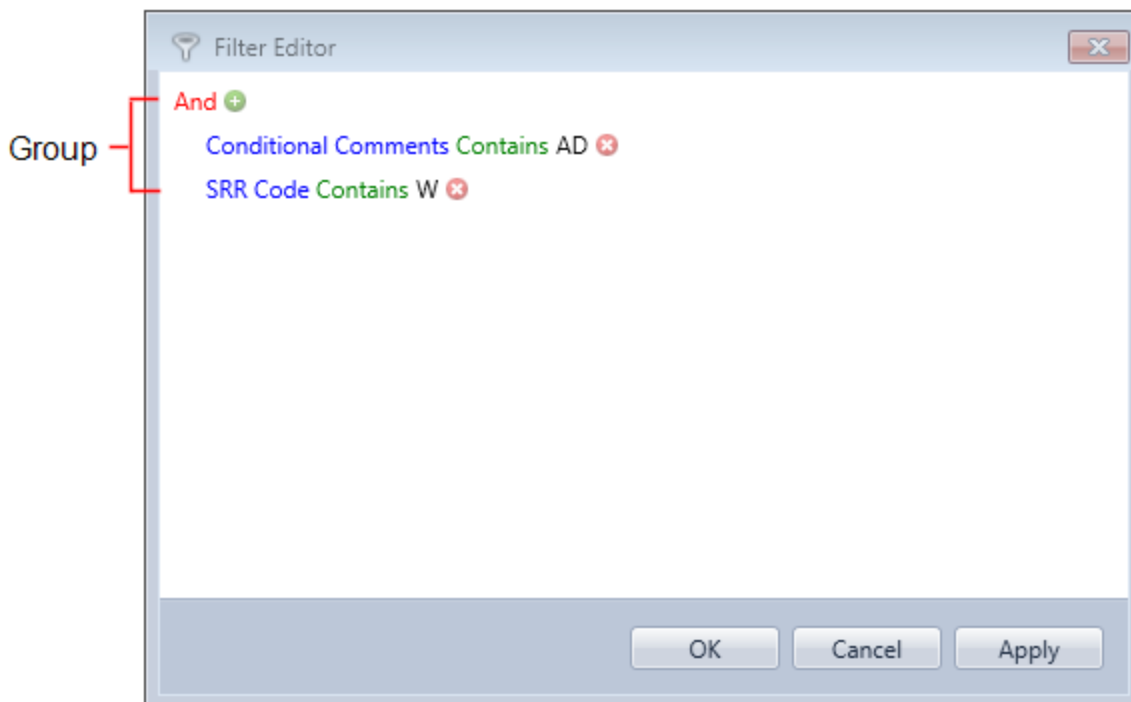 Filter Editor
And
Group
Conditional Comments Contains AD
SRR Code Contains W
OK Cancel Apply